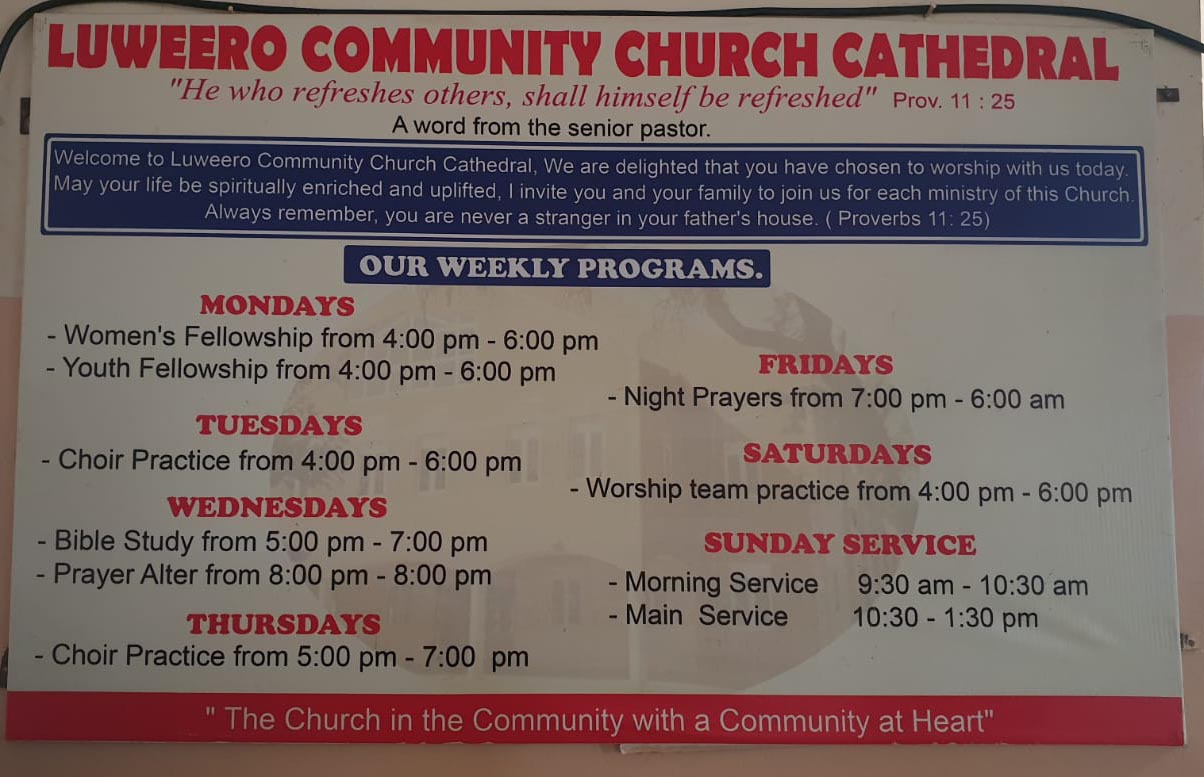 LUWEERO COMMUNITY CHURCH CATHEDRAL
"He who refreshes others, shall himself be refreshed" Prov. 11 : 25
A word from the senior pastor.
Welcome to Luweero Community Church Cathedral, We are delighted that you have chosen to worship with us today.
May your life be spiritually enriched and uplifted, I invite you and your family to join us for each ministry of this Church.
Always remember, you are never a stranger in your father's house. ( Proverbs 11: 25)
OUR WEEKLY PROGRAMS.
MONDAYS
- Women's Fellowship from 4:00 pm - 6:00 pm
- Youth Fellowship from 4:00 pm - 6:00 pm
TUESDAYS
- Choir Practice from 4:00 pm - 6:00 pm
WEDNESDAYS
- Bible Study from 5:00 pm - 7:00 pm
- Prayer Alter from 8:00 pm - 8:00 pm
THURSDAYS
- Choir Practice from 5:00 pm - 7:00 pm
FRIDAYS
- Night Prayers from 7:00 pm - 6:00 am
SATURDAYS
- Worship team practice from 4:00 pm - 6:00 pm
SUNDAY SERVICE
- Morning Service 9:30 am - 10:30 am
- Main Service 10:30 - 1:30 pm
" The Church in the Community with a Community at Heart"